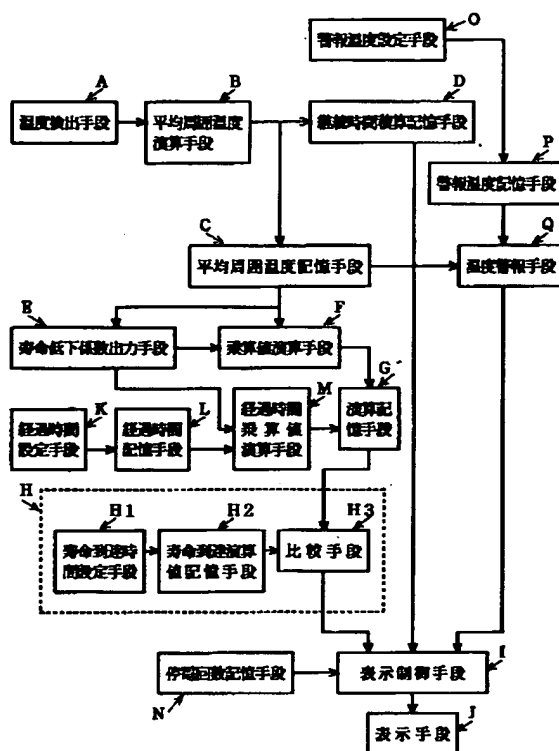 O
警報温度設定手段
A
B
D
温度検出手段
平均周囲温度
演算手段
継続時間積算記憶手段
P
警報温度記憶手段
C
Q
平均周囲温度記憶手段
温度警報手段
E
F
寿命低下係数出力手段
乗算値演算手段
G
K
L
M
経過時間
設定手段
経過時間
記憶手段
経過時間
乗算値
演算手段
演算記
憶手段
H
H1
H2
H3
寿命到達時
間設定手段
寿命到達演算
値記憶手段
比較手段
I
停電回数記憶手段
表示制御手段
N
J
表示手段